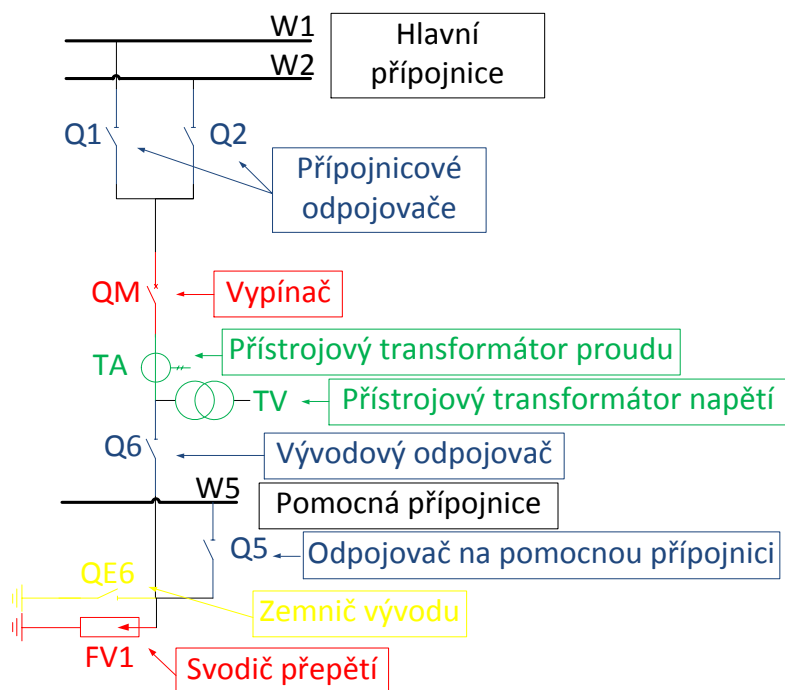 W1
W2
Hlavní
přípojnice
Q1
Q2
Přípojnicové
odpojovače
QM
Vypínač
TA
Přístrojový transformátor proudu
TV
Přístrojový transformátor napětí
Q6
Vývodový odpojovač
W5
Pomocná přípojnice
Q5
Odpojovač na pomocnou přípojnici
QE6
Zemnič vývodu
FV1
Svodič přepětí